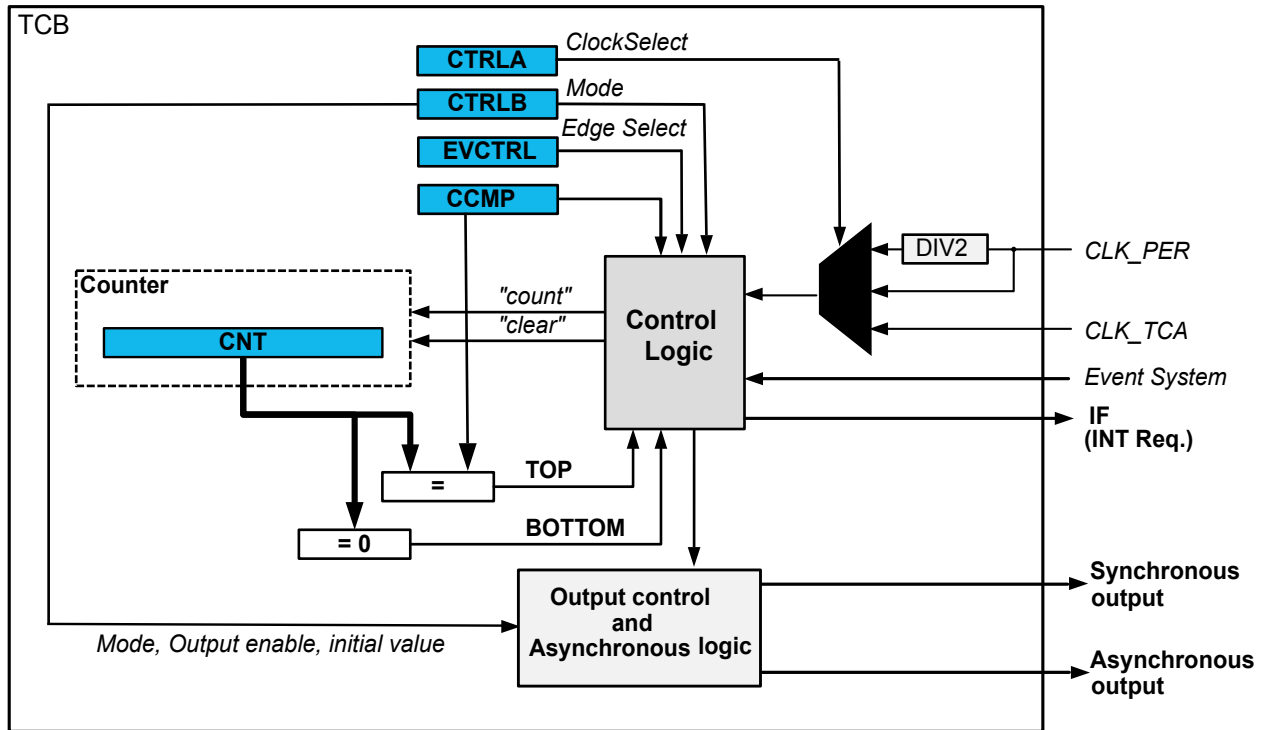 TCB
ClockSelect
CTRLA
Mode
CTRLB
Edge Select
EVCTRL
CCMP
DIV2
CLK_PER
Counter
"count"
CNT
"clear"
Control
Logic
CLK_TCA
Event System
IF
(INT Req.)
=
TOP
= 0
BOTTOM
Output control
and
Asynchronous logic
Synchronous
output
Mode, Output enable, initial value
Asynchronous
output